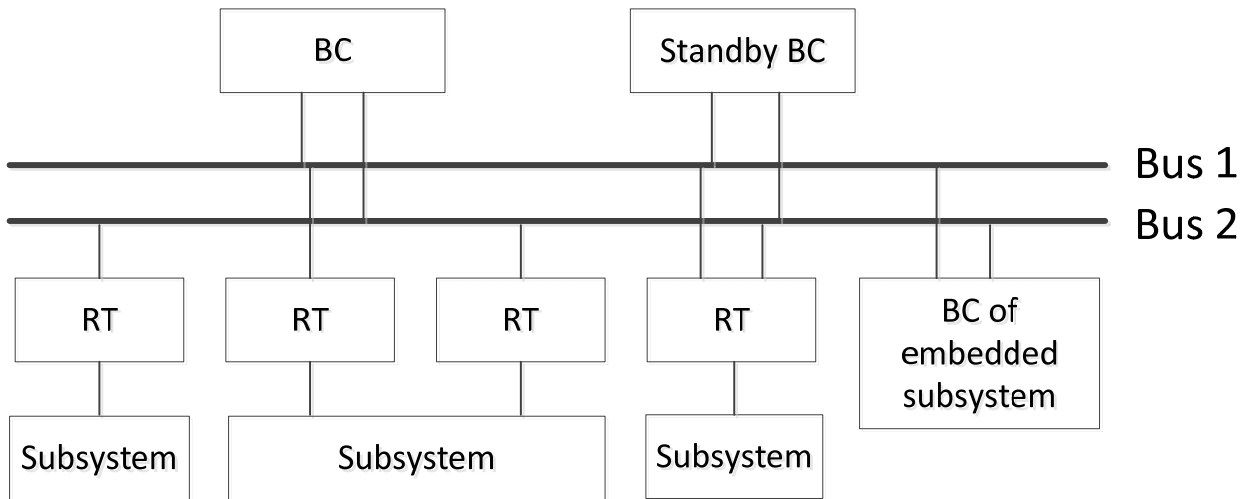 BC
Standby BC
Bus 1
Bus 2
RT
RT
RT
RT
BC of
embedded
subsystem
Subsystem
Subsystem
Subsystem